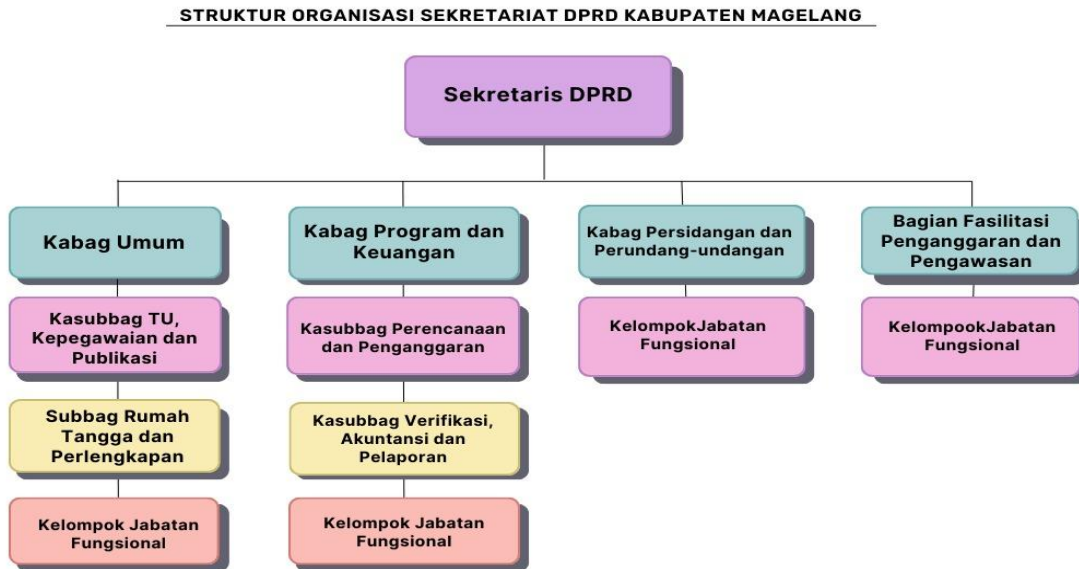 STRUKTUR ORGANISASI SEKRETARIAT DPRD KABUPATEN MAGELANG
Sekretaris DPRD
Kabag Umum
Kasubbag TU,
Kepegawaian dan
Publikasi
Subbag Rumah
Tangga dan
Perlengkapan
Kelompok Jabatan
Fungsional
Kabag Program dan
Keuangan
Kasubbag Perencanaan
dan Penganggaran
Kasubbag Verifikasi,
Akuntansi dan
Pelaporan
Kelompok Jabatan
Fungsional
Kabag Persidangan dan
Perundang-undangan
KelompokJabatan
Fungsional
Bagian Fasilitasi
Penganggaran dan
Pengawasan
KelompookJabatan
Fungsional